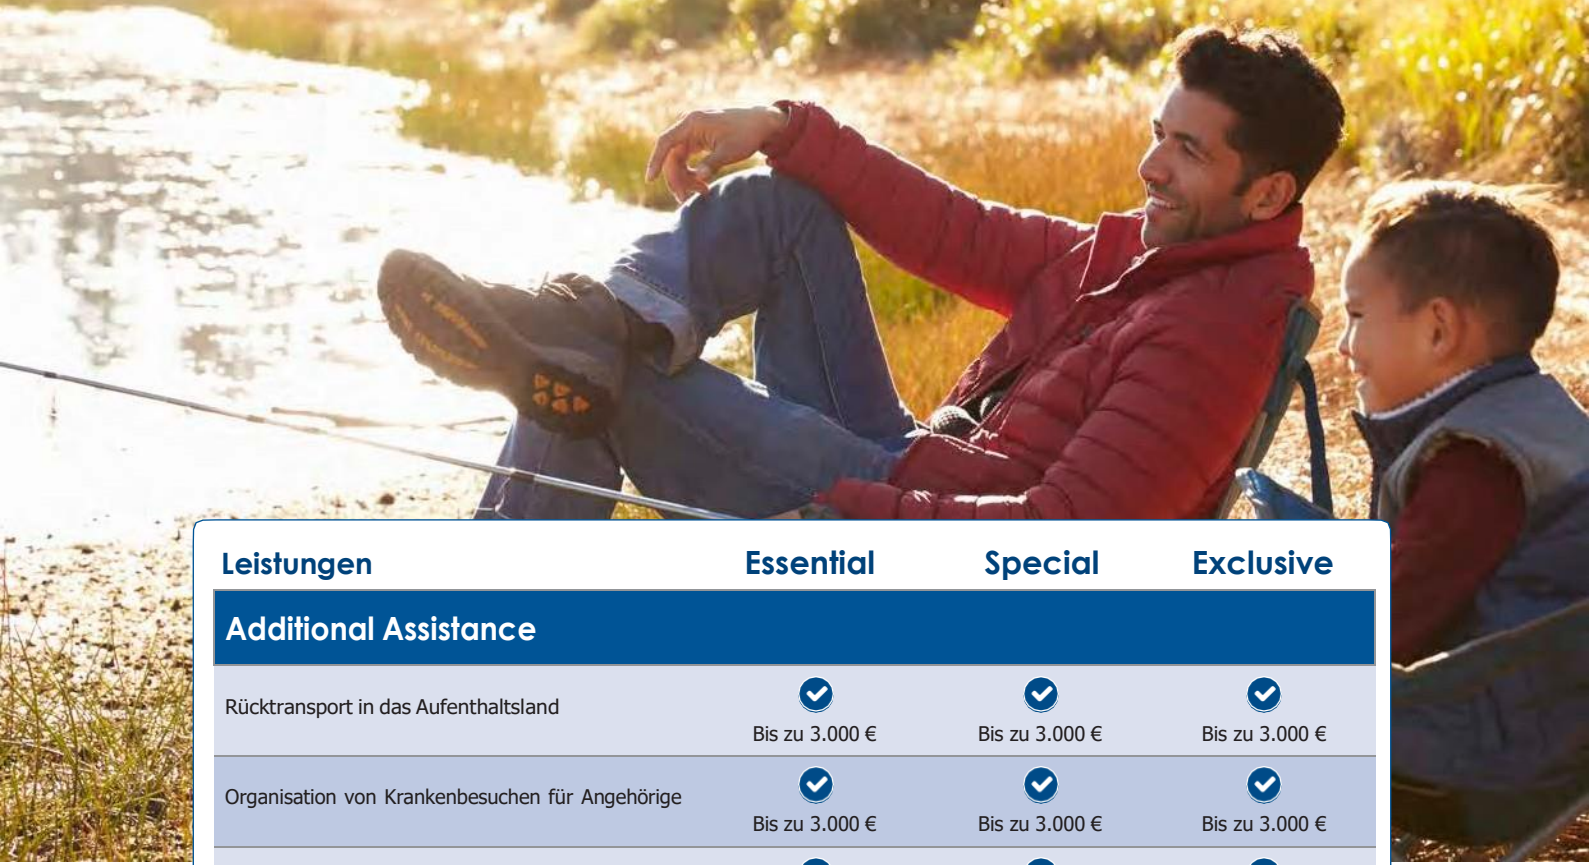 Leistungen Essential Special Exclusive
Additional Assistance
Rücktransport in das Aufenthaltsland
Bis zu 3.000 € Bis zu 3.000 € Bis zu 3.000 €
Organisation von Krankenbesuchen für Angehörige
Bis zu 3.000 € Bis zu 3.000 € Bis zu 3.000 €